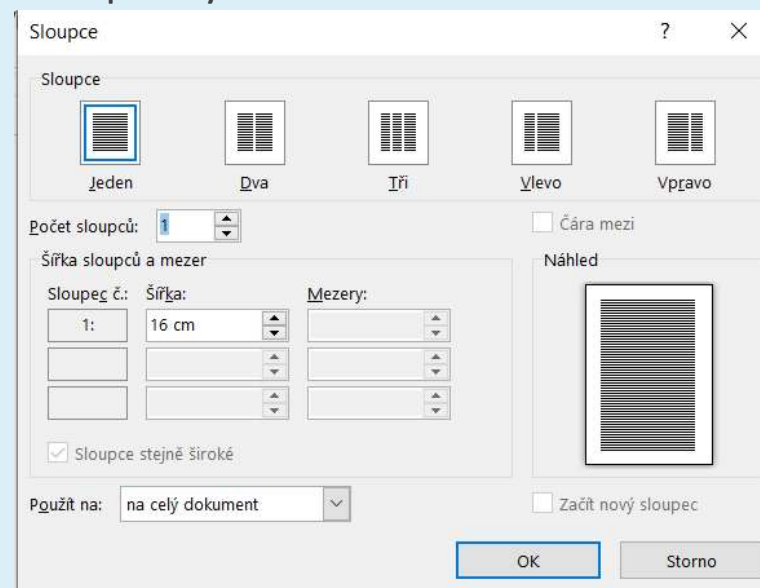 Sloupce ? ×
Sloupce
Jeden Dva Tři Vlevo Vpravo
Počet sloupců: 1
Čára mezi
Šířka sloupců a mezer
Náhled
Sloupec č.: Šířka: Mezery:
1: 16 cm
Sloupce stejně široké
Použít na: na celý dokument
Začít nový sloupec
OK Storno